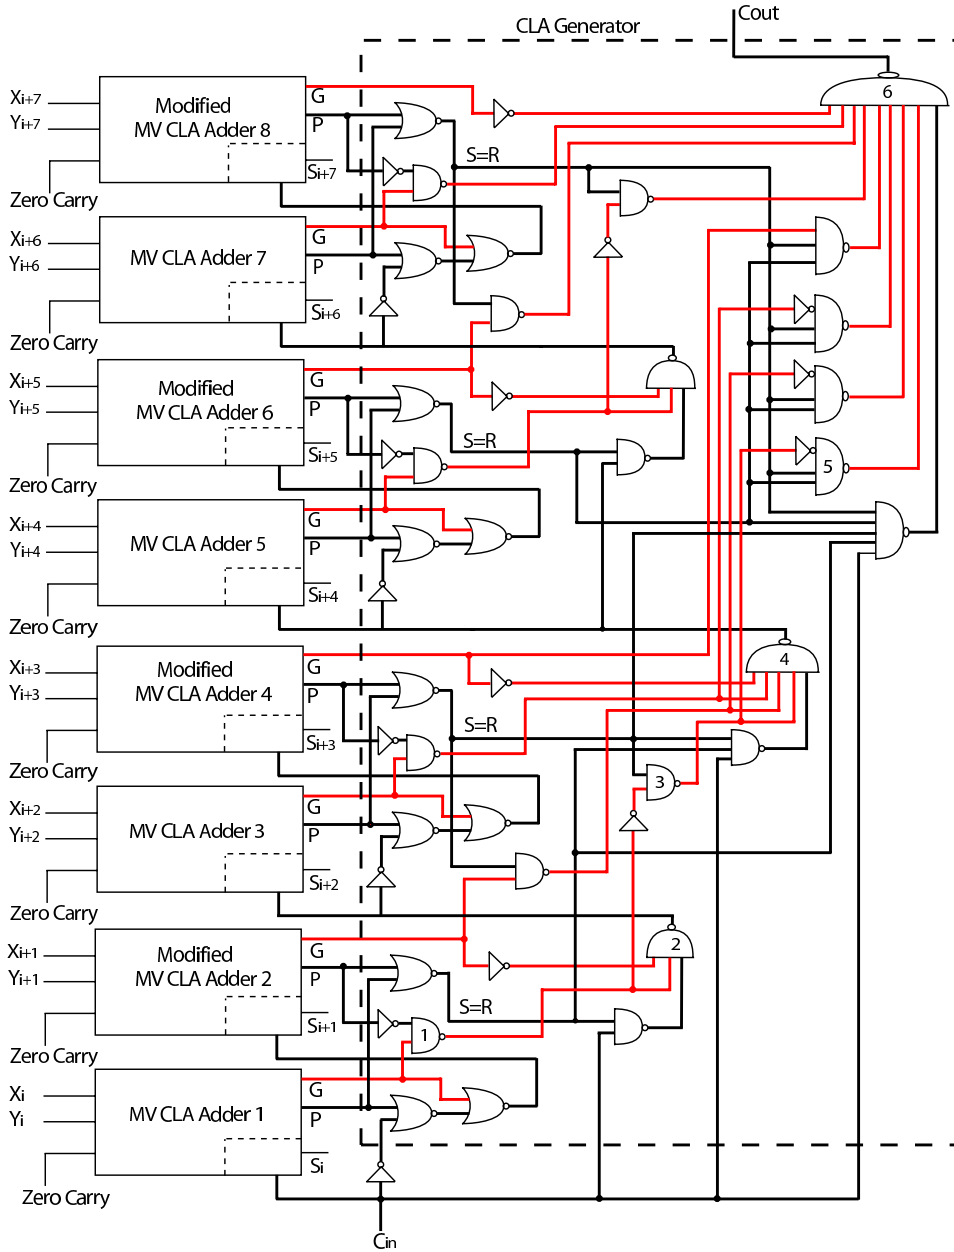 Cout
CLA Generator
6
Xi+7
Yi+7
Zero Carry
Modified
MV CLA Adder 8
G
P
Si+7
S=R
Xi+6
Yi+6
Zero Carry
MV CLA Adder 7
G
P
Si+6
Xi+5
Yi+5
Zero Carry
Modified
MV CLA Adder 6
G
P
Si+5
S=R
5
Xi+4
Yi+4
Zero Carry
MV CLA Adder 5
G
P
Si+4
4
Xi+3
Yi+3
Zero Carry
Modified
MV CLA Adder 4
G
P
Si+3
S=R
3
Xi+2
Yi+2
Zero Carry
MV CLA Adder 3
G
P
Si+2
2
Xi+1
Yi+1
Zero Carry
Modified
MV CLA Adder 2
G
P
Si+1
S=R
1
Xi
Yi
Zero Carry
MV CLA Adder 1
G
P
Si
Cin